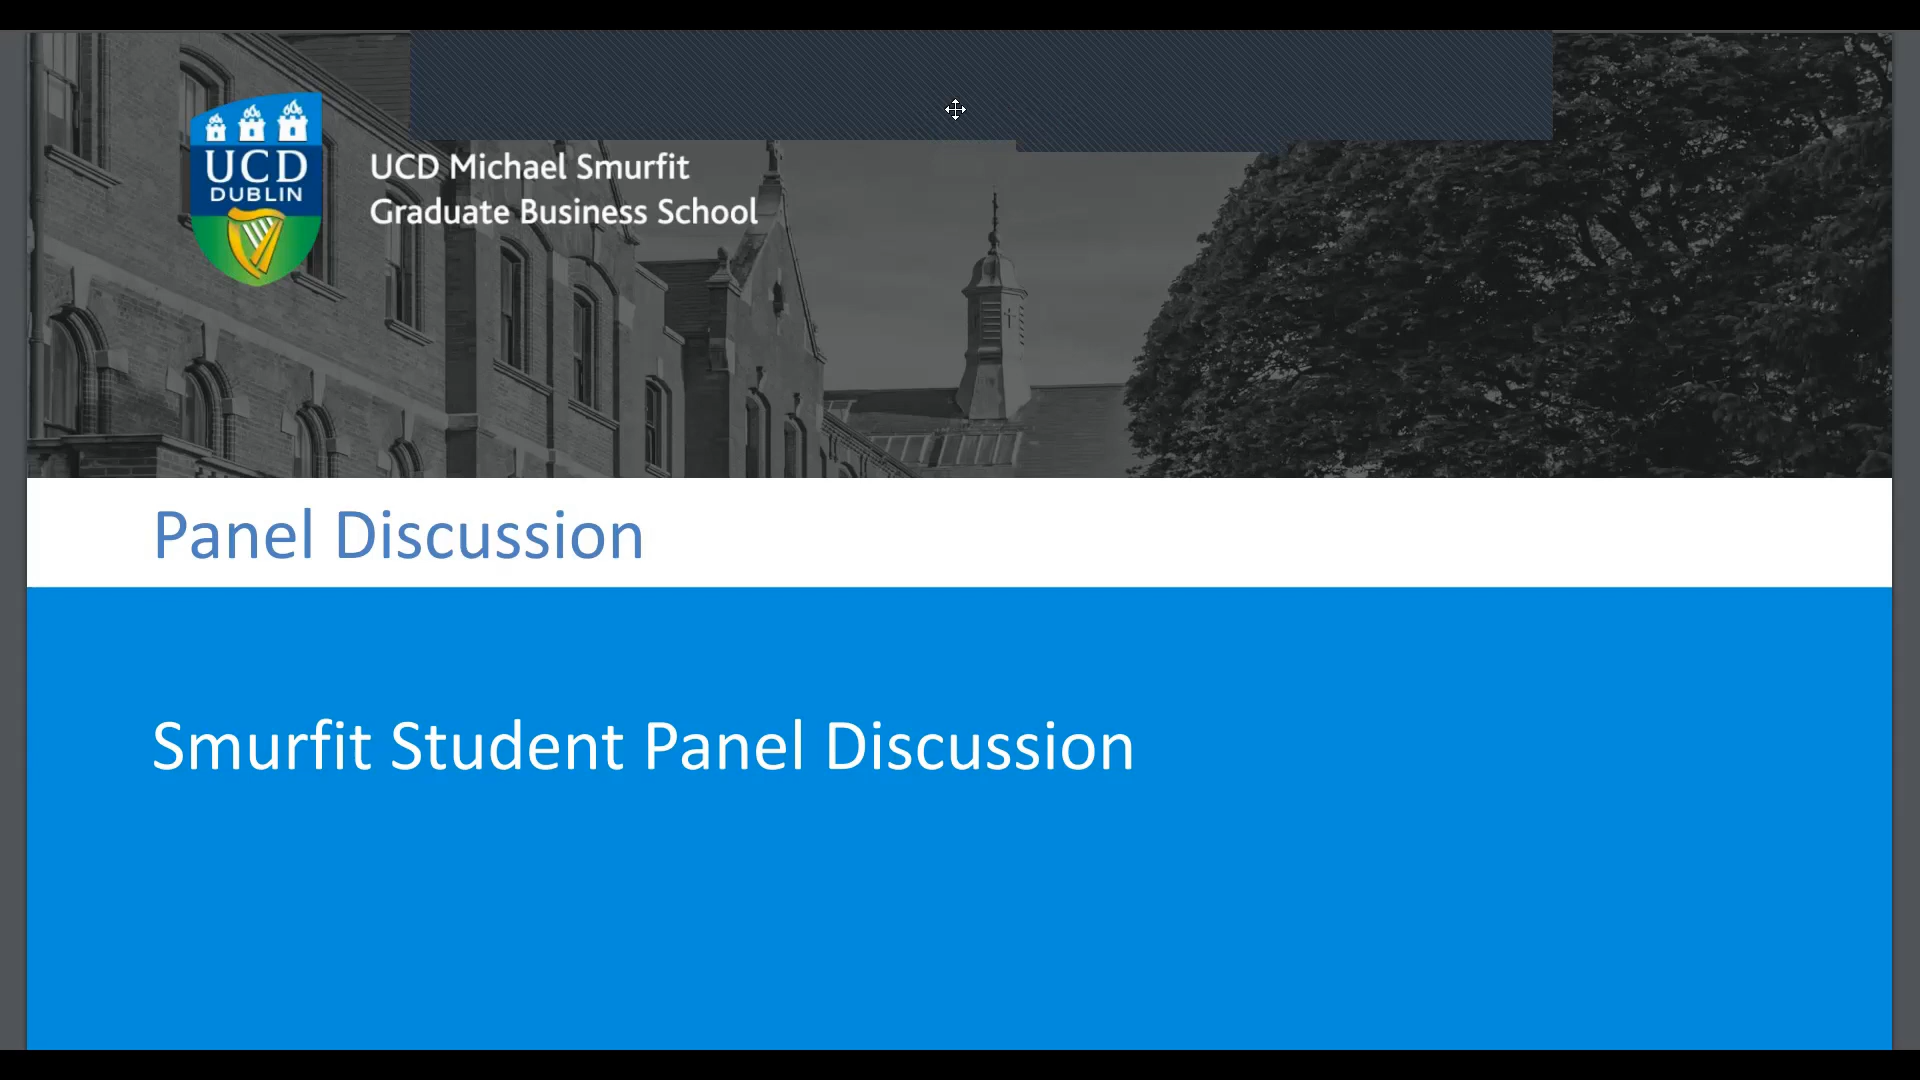 UCD
DUBLIN
UCD Michael Smurfit
Graduate Business School
Panel Discussion
Smurfit Student Panel Discussion